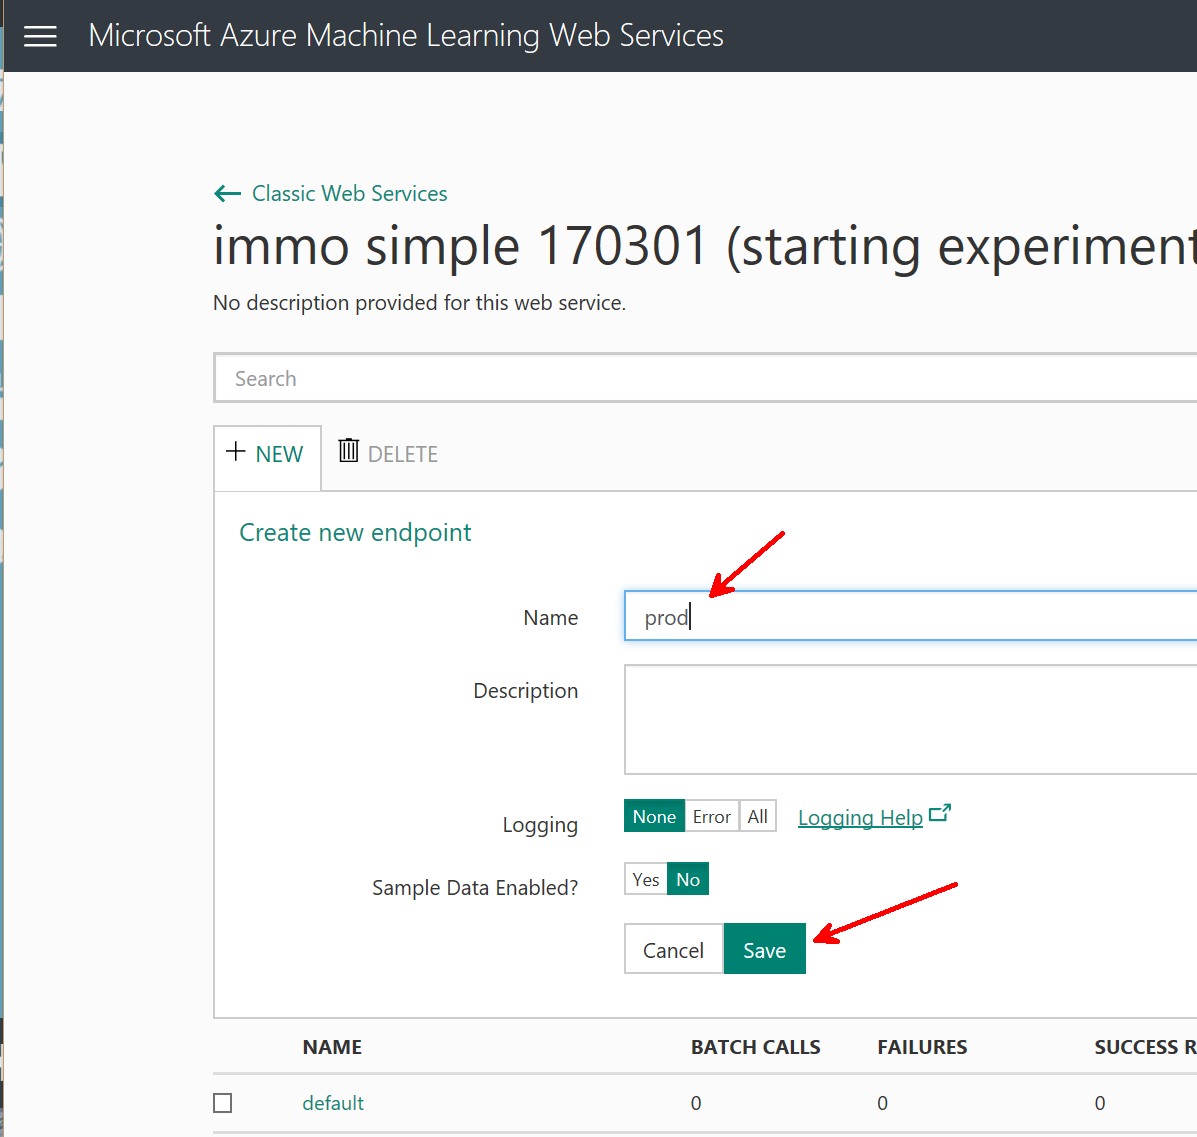 Microsoft Azure Machine Learning Web Services
Classic Web Services
immo simple 170301 (starting experiment
No description provided for this web service.
Search
NEW DELETE
Create new endpoint
Name prod
Description
Logging None Error All Logging Help
Sample Data Enabled? Yes No
Cancel Save
NAME BATCH CALLS FAILURES SUCCESS R
default 0 0 0